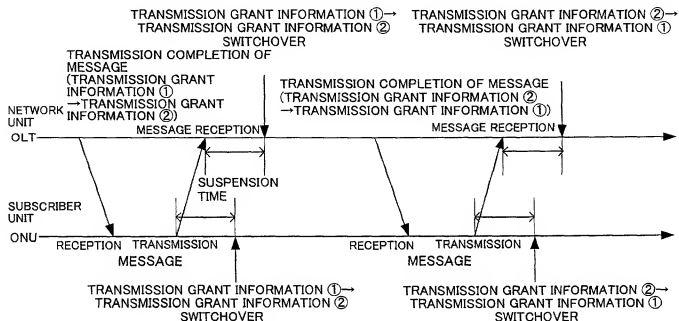 TRANSMISSION GRANT INFORMATION ①→
TRANSMISSION GRANT INFORMATION ②
SWITCHOVER
TRANSMISSION GRANT INFORMATION ②→
TRANSMISSION GRANT INFORMATION ①
SWITCHOVER
TRANSMISSION COMPLETION OF
MESSAGE
(TRANSMISSION GRANT
INFORMATION ①
→TRANSMISSION GRANT
INFORMATION ②)
TRANSMISSION COMPLETION OF MESSAGE
(TRANSMISSION GRANT INFORMATION ②
→TRANSMISSION GRANT INFORMATION ①))
NETWORK
UNIT
OLT
MESSAGE RECEPTION
MESSAGE RECEPTION
SUSPENSION
TIME
SUBSCRIBER
UNIT
ONU
RECEPTION
TRANSMISSION
MESSAGE
RECEPTION
TRANSMISSION
MESSAGE
TRANSMISSION GRANT INFORMATION ①→
TRANSMISSION GRANT INFORMATION ②
SWITCHOVER
TRANSMISSION GRANT INFORMATION ②→
TRANSMISSION GRANT INFORMATION ①
SWITCHOVER